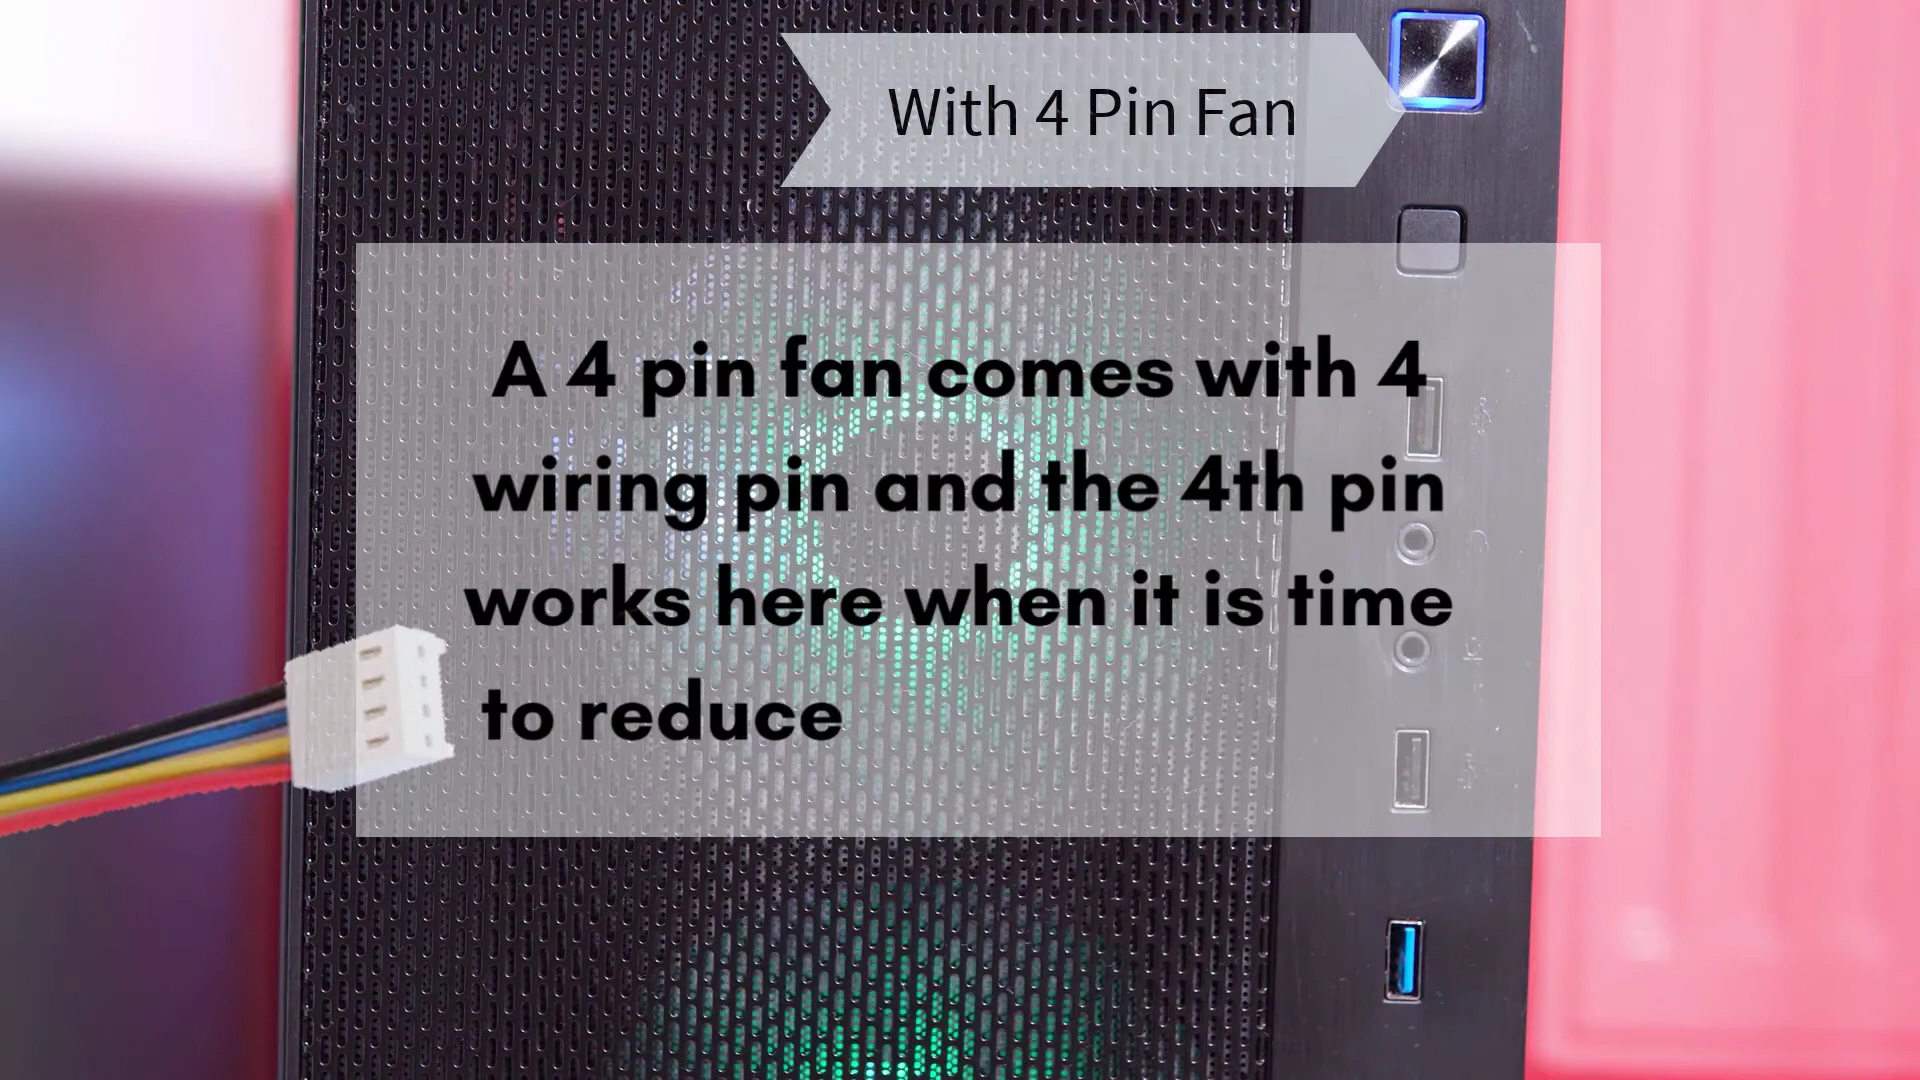 With 4 Pin Fan
A 4 pin fan comes with 4
wiring pin and the 4th pin
works here when it is time
to reduce